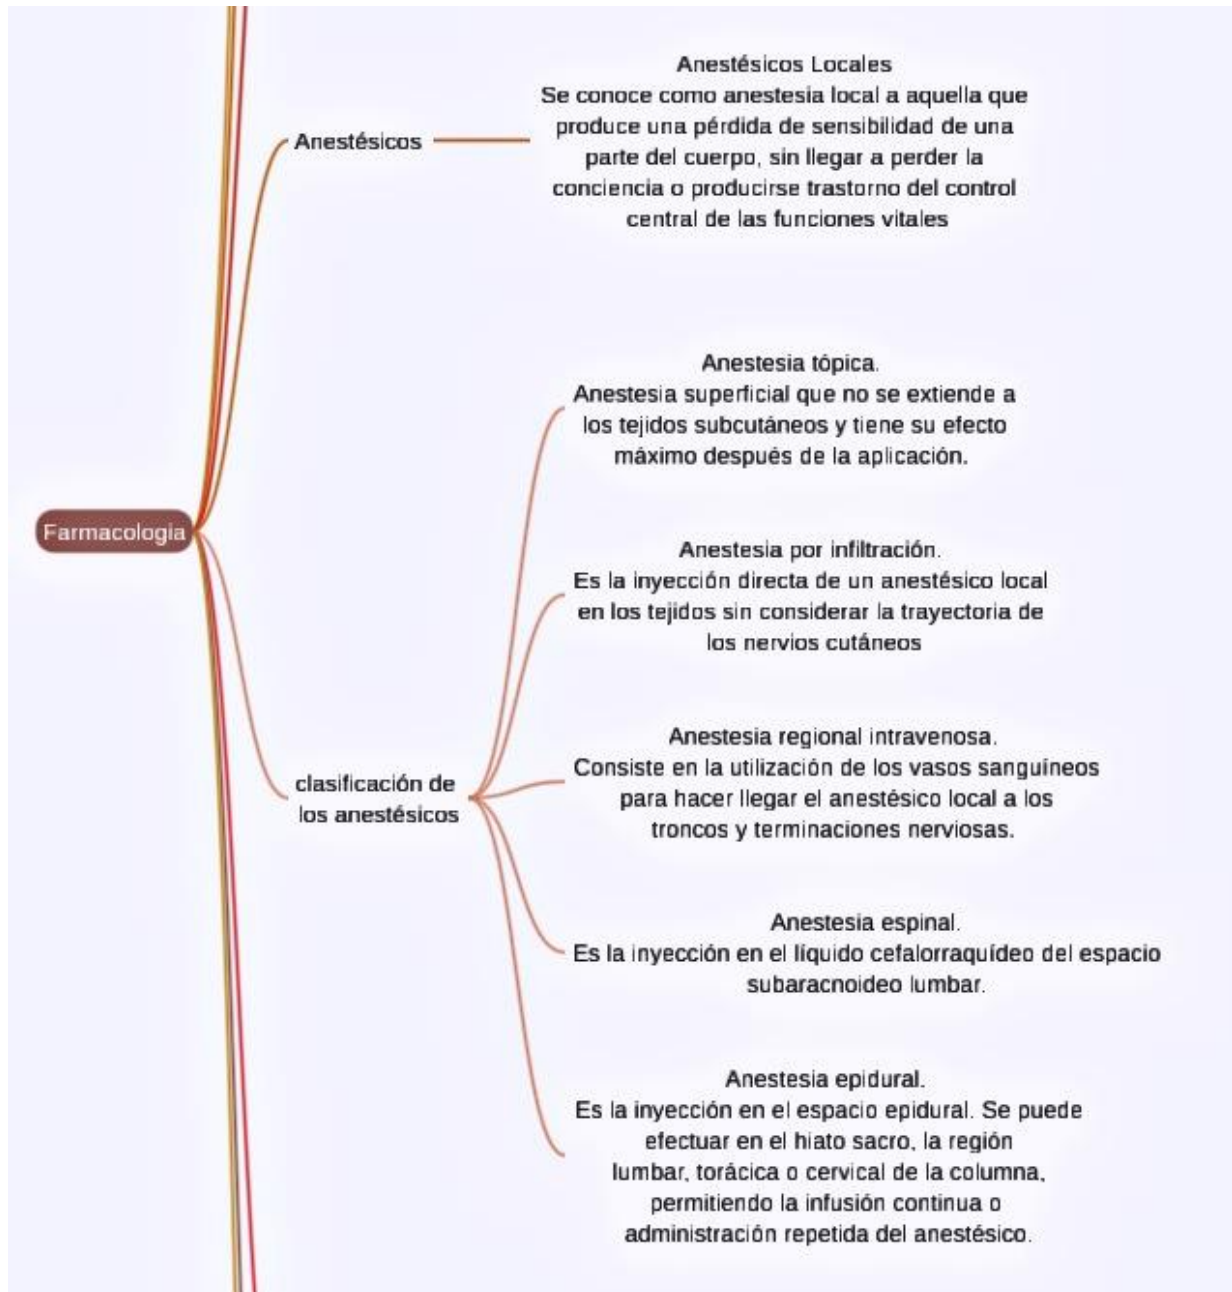 Anestésicos Locales
Se conoce como anestesia local a aquella que
produce una pérdida de sensibilidad de una
parte del cuerpo, sin llegar a perder la
conciencia o producirse trastorno del control
central de las funciones vitales
Anestésicos
Anestesia tópica.
Anestesia superficial que no se extiende a
los tejidos subcutáneos y tiene su efecto
máximo después de la aplicación.
Farmacologia
Anestesia por infiltración.
Es la inyección directa de un anestésico local
en los tejidos sin considerar la trayectoria de
los nervios cutáneos
Anestesia regional intravenosa.
Consiste en la utilización de los vasos sanguíneos
para hacer llegar el anestésico local a los
troncos y terminaciones nerviosas.
clasificación de
los anestésicos
Anestesia espinal.
Es la inyección en el líquido cefalorraquídeo del espacio
subaracnoideo lumbar.
Anestesia epidural.
Es la inyección en el espacio epidural. Se puede
efectuar en el hiato sacro, la región
lumbar, torácica o cervical de la columna,
permitiendo la infusión continua o
administración repetida del anestésico.